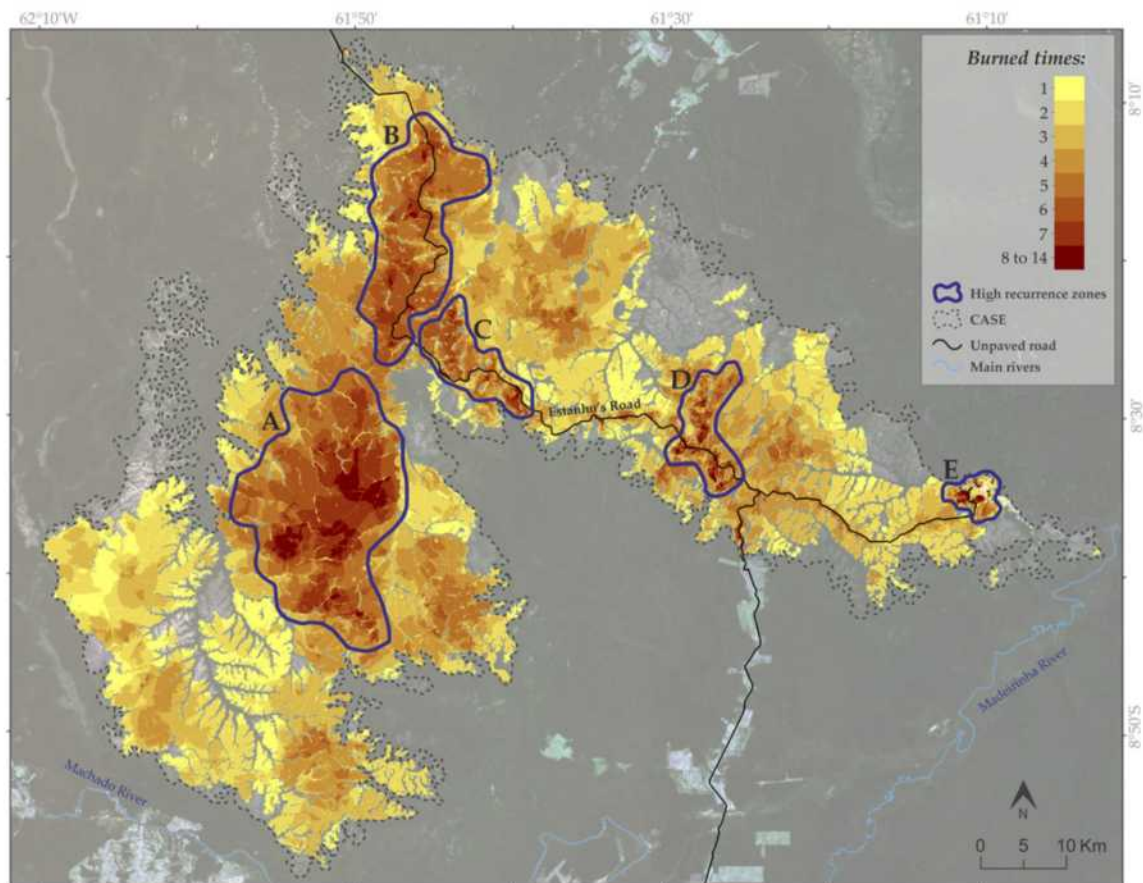 62°10'W
61°50'
61°30'
61°10'
8°10'
8°30'
8°50'S
Burned times:
1
2
3
4
5
6
7
8 to 14
High recurrence zones
CASE
Unpaved road
Main rivers
B
C
A
D
E
Estanho's Road
Madeirinha River
Machado River
N
0 5 10 Km